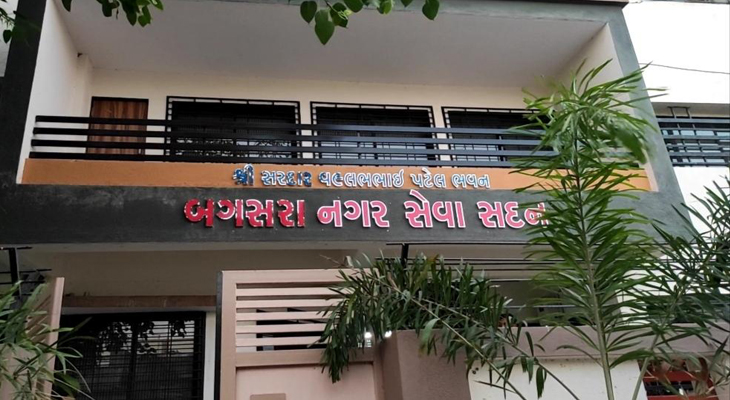 શ્રી સરદાર વલ્લભભાઈ પટેલ ભવન
બગસરા નગર સેવા સદન